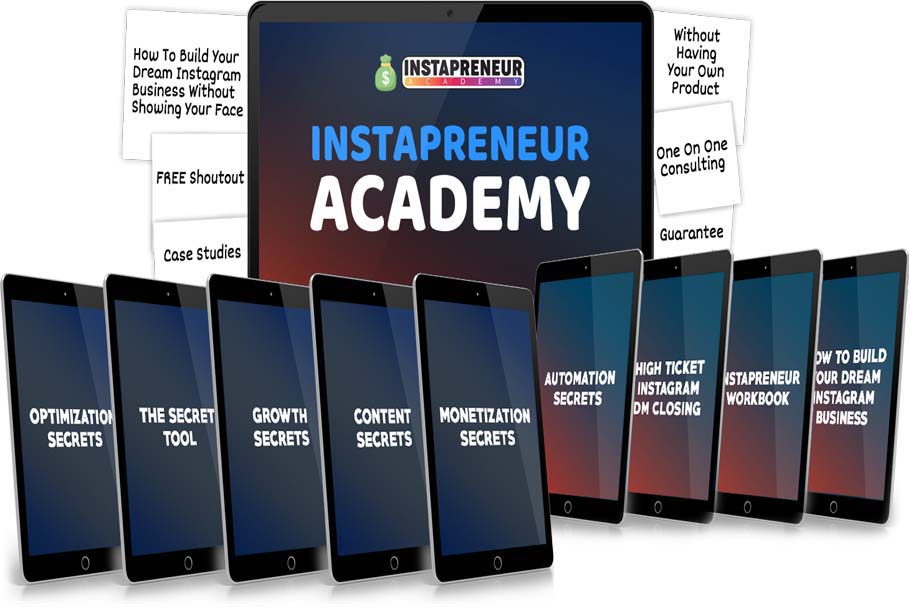 How To Build Your
Dream Instagram
Business Without
Showing Your Face
FREE Shoutout
Case Studies
$
INSTAPRENEUR
ACADEMY
INSTAPRENEUR
ACADEMY
Without
Having
Your Own
Product
One On One
Consulting
Guarantee
OPTIMIZATION
SECRETS
THE SECRET
TOOL
GROWTH
SECRETS
CONTENT
SECRETS
MONETIZATION
SECRETS
AUTOMATION
SECRETS
HIGH TICKET
INSTAGRAM
DM CLOSING
NSTAPRENEUR
WORKBOOK
OW TO BUILD
OUR DREAM
INSTAGRAM
BUSINESS